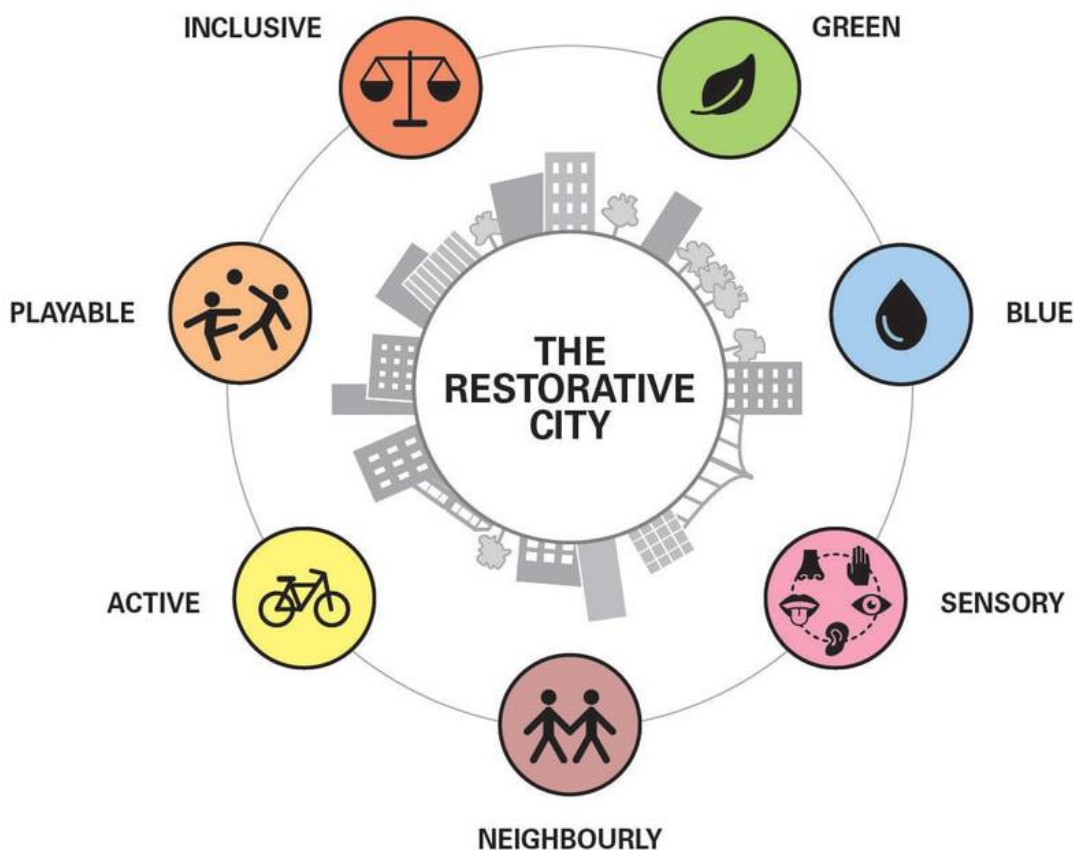 INCLUSIVE
GREEN
PLAYABLE
BLUE
THE
RESTORATIVE
CITY
ACTIVE
SENSORY
NEIGHBOURLY